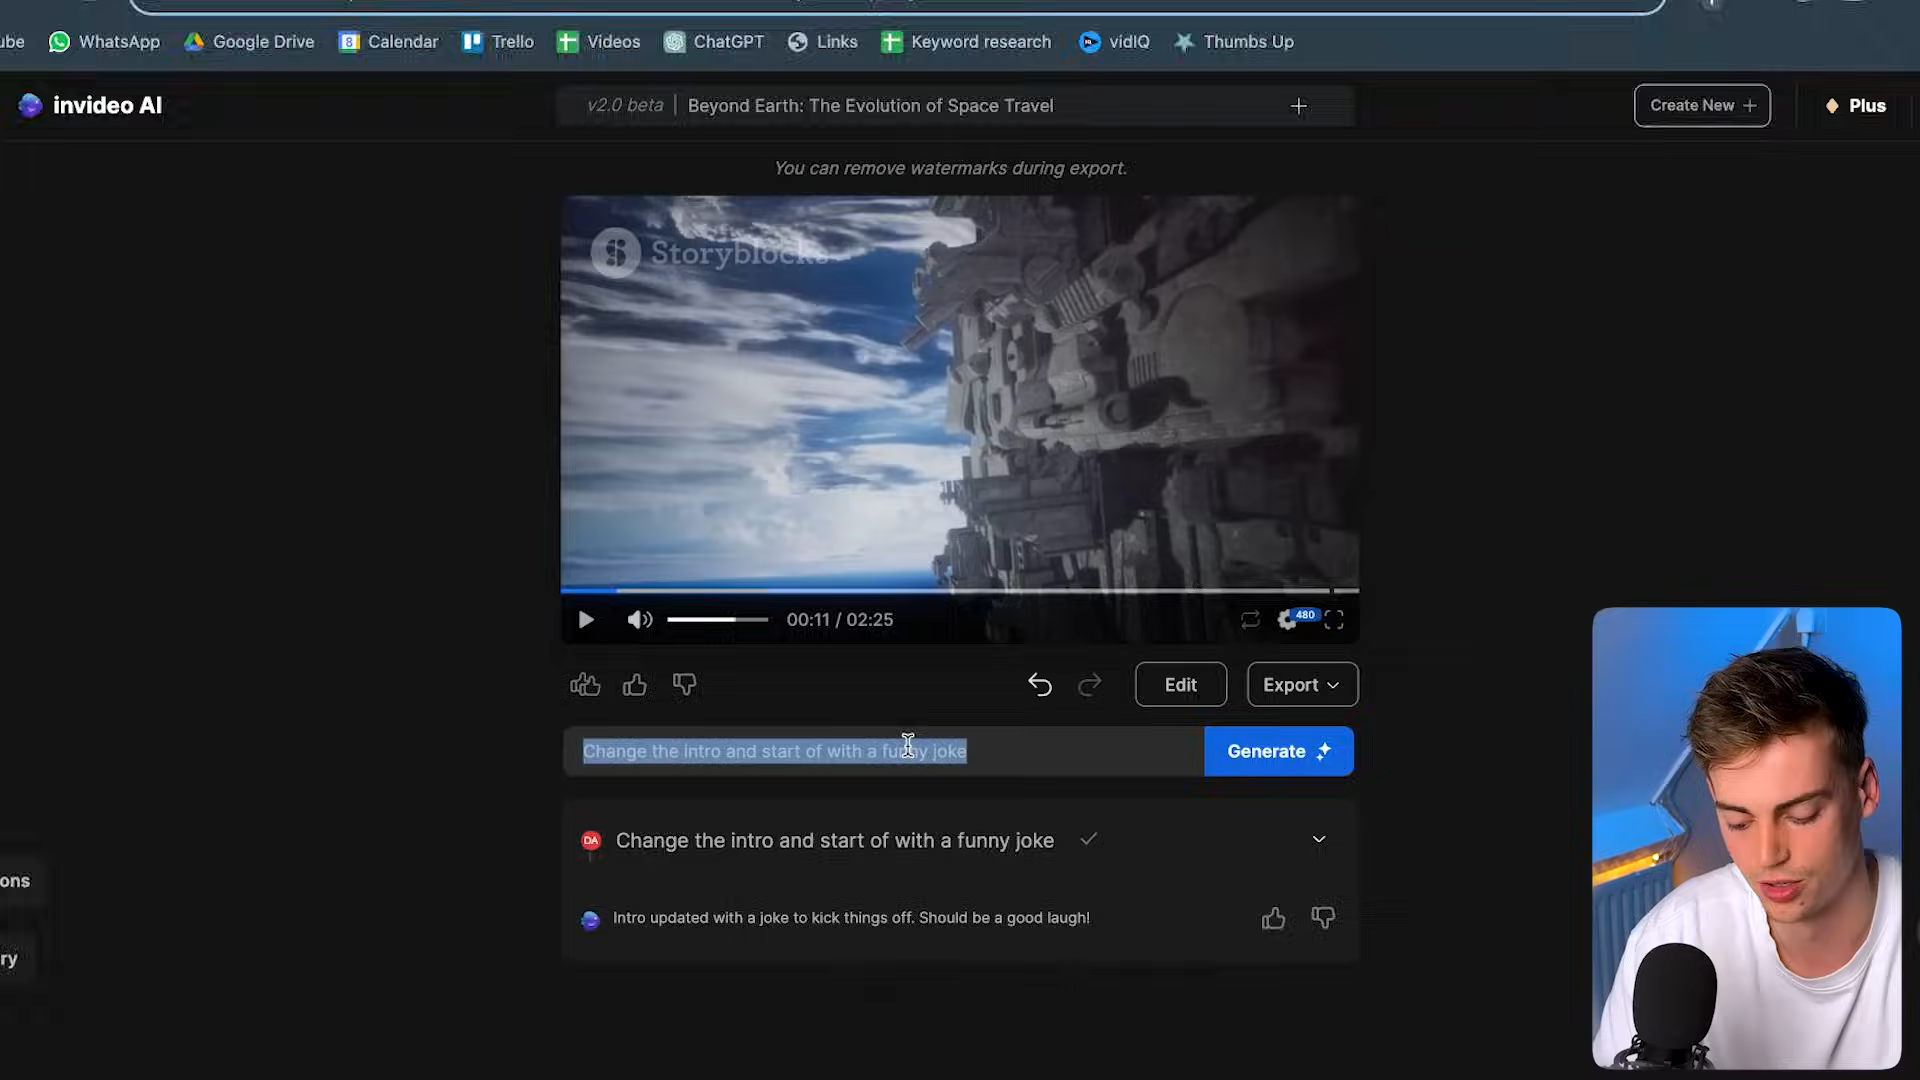 ube WhatsApp Google Drive 8 Calendar Trello Videos ChatGPT Links Keyword research vidIQ Thumbs Up
invideo AI v2.0 beta | Beyond Earth: The Evolution of Space Travel + Create New + Plus
You can remove watermarks during export.
Storyblocks
00:11 / 02:25 480
Edit Export
Change the intro and start of with a funny joke Generate
DA Change the intro and start of with a funny joke
ons
Intro updated with a joke to kick things off. Should be a good laugh!
ry